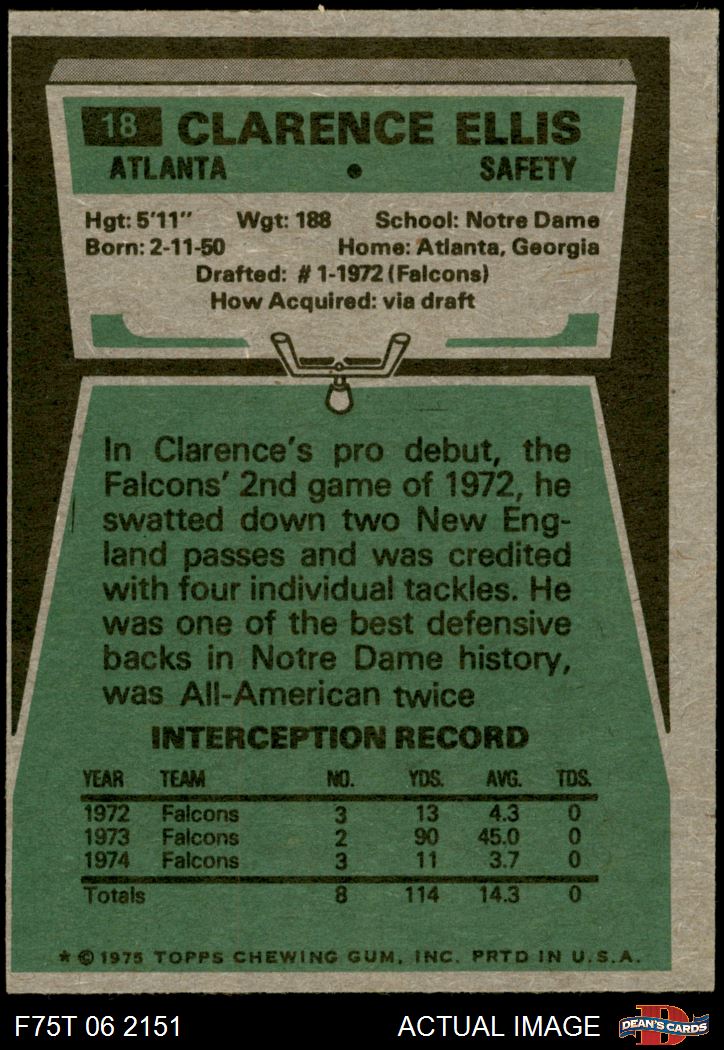 18 CLARENCE ELLIS
ATLANTA • SAFETY
Hgt: 5'11" Wgt: 188 School: Notre Dame
Born: 2-11-50 Home: Atlanta, Georgia
Drafted: #1-1972 (Falcons)
How Acquired: via draft
In Clarence's pro debut, the
Falcons' 2nd game of 1972, he
swatted down two New Eng-
land passes and was credited
with four individual tackles. He
was one of the best defensive
backs in Notre Dame history,
was All-American twice
INTERCEPTION RECORD
YEAR TEAM NO. YDS. AVG. TDS.
1972 Falcons 3 13 4.3 0
1973 Falcons 2 90 45.0 0
1974 Falcons 3 11 3.7 0
Totals 8 114 14.3 0
* © 1975 TOPPS CHEWING GUM, INC. PRTD IN U.S.A.
F75T 06 2151 ACTUAL IMAGE D DEAN'S CARDS